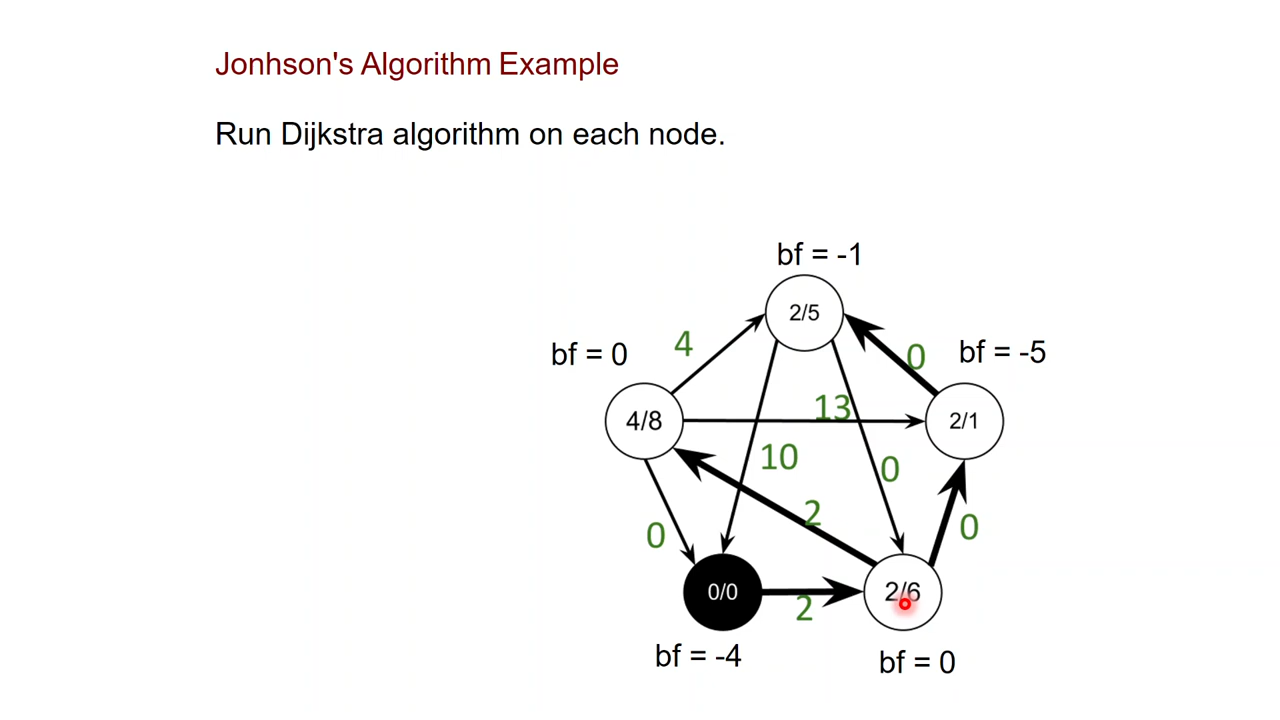 Jonhson's Algorithm Example
Run Dijkstra algorithm on each node.
bf = -1
2/5
4
0
bf = 0
bf = -5
4/8
13
2/1
10
0
2
0
0
0/0
2
2/6
bf = -4
bf = 0